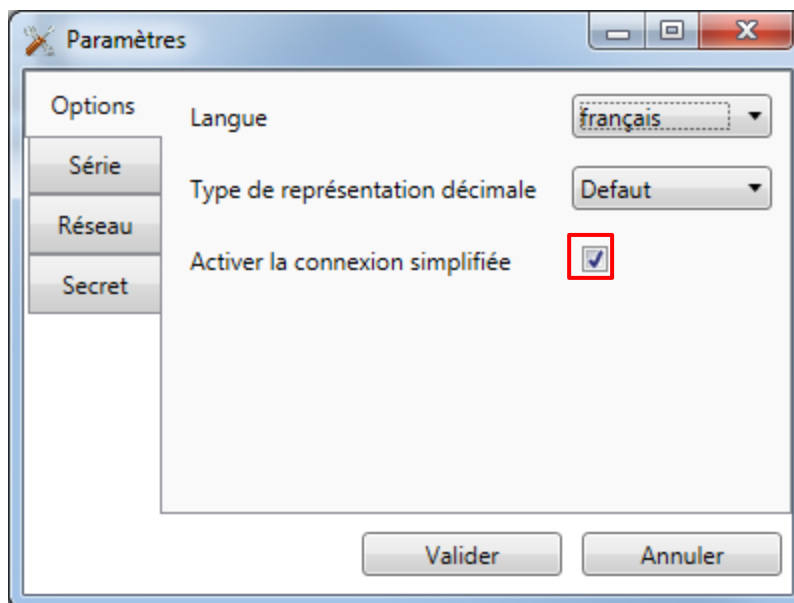 Paramètres
Options
Langue
français
Série
Type de représentation décimale
Defaut
Réseau
Activer la connexion simplifiée
Secret
Valider
Annuler